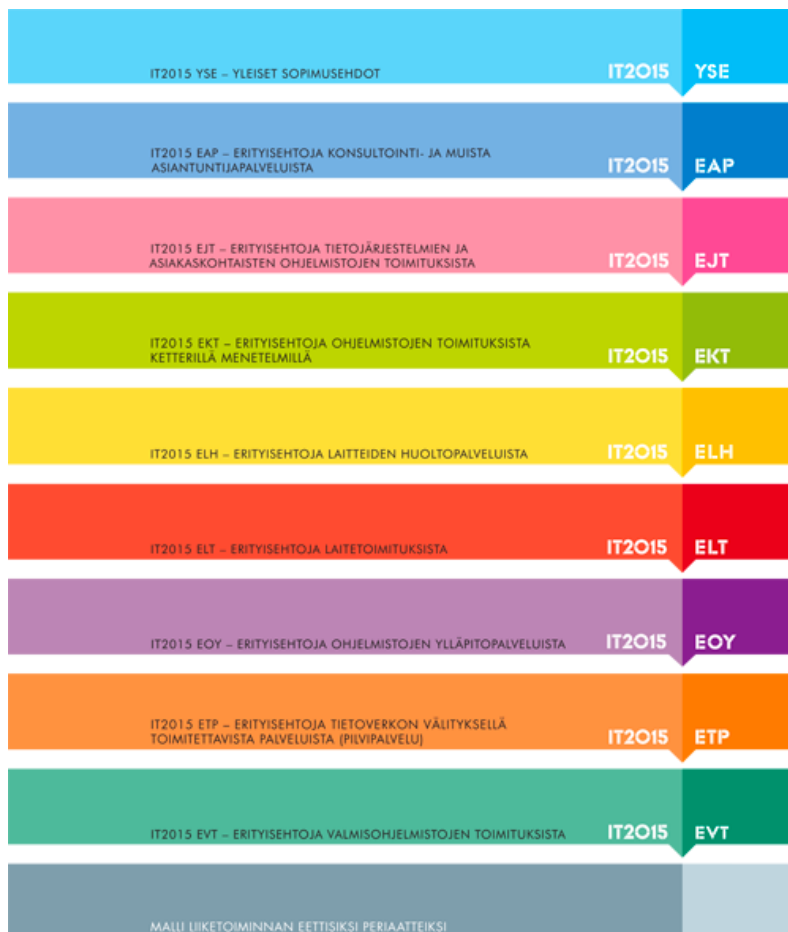 IT2015 YSE – YLEISET SOPIMUSEHDOT IT2015 YSE
IT2015 EAP – ERITYISEHTOJA KONSULTOINTI- JA MUISTA
ASIANTUNTIJAPALVELUISTA IT2015 EAP
IT2015 EJT – ERITYISEHTOJA TIETOJÄRJESTELMIEN JA
ASIAKASKOHTAISTEN OHJELMISTOJEN TOIMITUKSISTA IT2015 EJT
IT2015 EKT – ERITYISEHTOJA OHJELMISTOJEN TOIMITUKSISTA
KETTERILLÄ MENETELMILLÄ IT2015 EKT
IT2015 ELH – ERITYISEHTOJA LAITTEIDEN HUOLTOPALVELUISTA IT2015 ELH
IT2015 ELT – ERITYISEHTOJA LAITETOIMITUKSISTA IT2015 ELT
IT2015 EOY – ERITYISEHTOJA OHJELMISTOJEN YLLÄPITOPALVELUISTA IT2015 EOY
IT2015 ETP – ERITYISEHTOJA TIETOVERKON VÄLITYKSELLÄ
TOIMITETTAVISTA PALVELUISTA (PILVIPALVELU) IT2015 ETP
IT2015 EVT – ERITYISEHTOJA VALMISOHJELMISTOJEN TOIMITUKSISTA IT2015 EVT
MALLI LIIKETOIMINNAN EETTISIKSI PERIAATTEIKSI